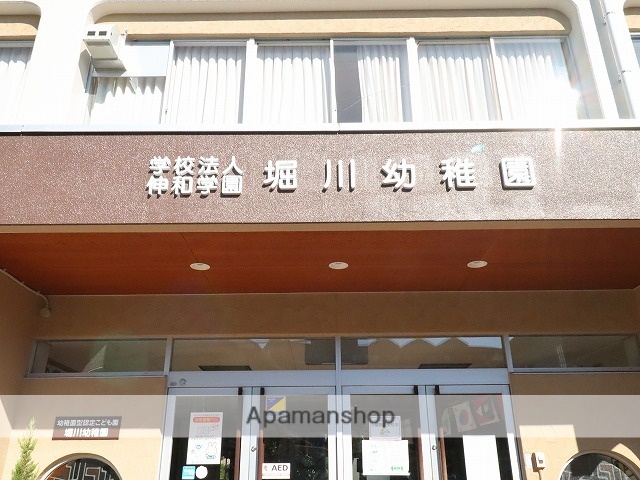 学校法人
伸和学園
堀川幼稚園
幼稚園型認定こども園
堀川幼稚園
Apamanshop
AED